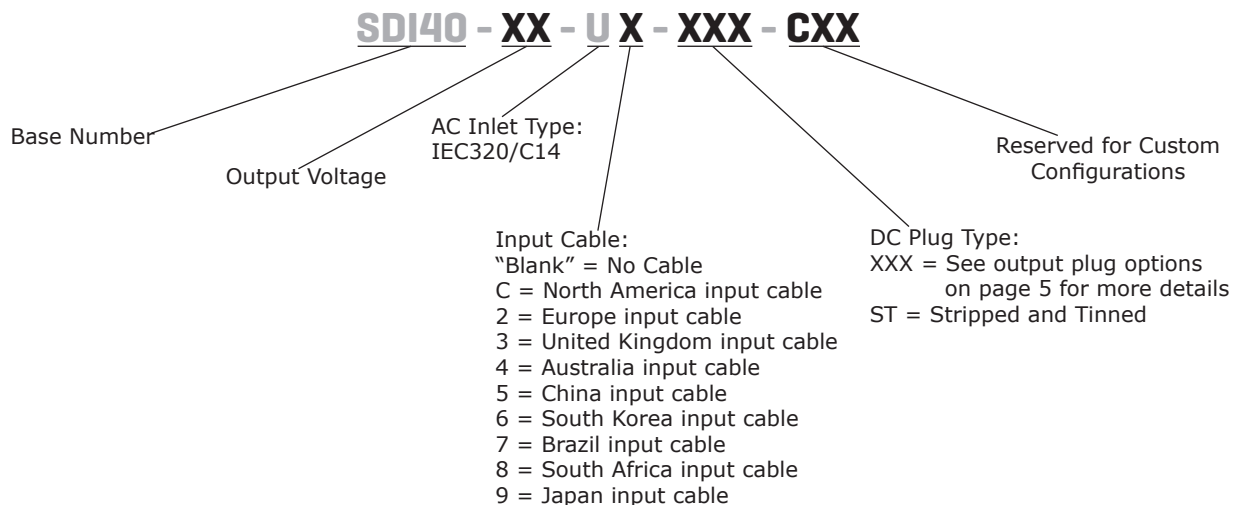 SDI40 - XX - U X - XXX - CXX
Base Number
Output Voltage
AC Inlet Type:
IEC320/C14
Input Cable:
"Blank" = No Cable
C = North America input cable
2 = Europe input cable
3 = United Kingdom input cable
4 = Australia input cable
5 = China input cable
6 = South Korea input cable
7 = Brazil input cable
8 = South Africa input cable
9 = Japan input cable
DC Plug Type:
XXX = See output plug options
on page 5 for more details
ST = Stripped and Tinned
Reserved for Custom
Configurations